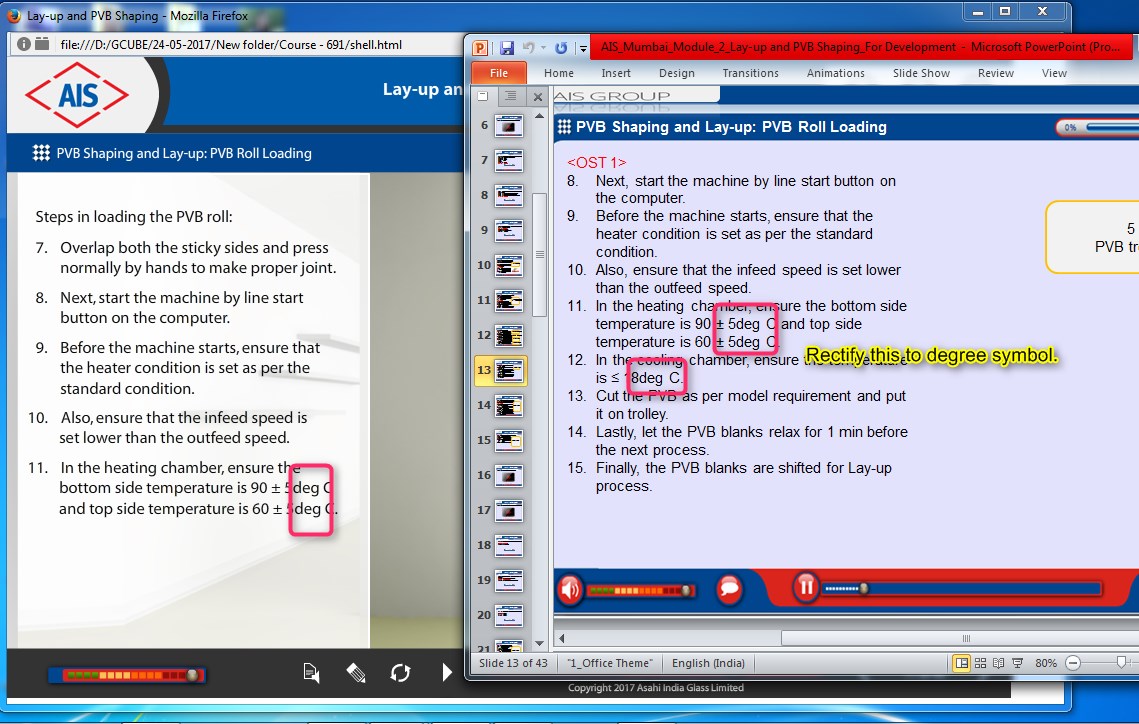 Lay-up and PVB Shaping - Mozilla Firefox
file:///D:/GCUBE/24-05-2017/New folder/Course - 691/shell.html
AIS
Lay-up an
PVB Shaping and Lay-up: PVB Roll Loading
Steps in loading the PVB roll:
7. Overlap both the sticky sides and press
normally by hands to make proper joint.
8. Next, start the machine by line start
button on the computer.
9. Before the machine starts, ensure that
the heater condition is set as per the
standard condition.
10. Also, ensure that the infeed speed is
set lower than the outfeed speed.
11. In the heating chamber, ensure the
bottom side temperature is 90 ± 5deg C
and top side temperature is 60 ± 5deg C.
AIS_Mumbai_Module_2_Lay-up and PVB Shaping_For Development - Microsoft PowerPoint (Pro...
File Home Insert Design Transitions Animations Slide Show Review View
6
7
8
9
10
11
12
13
14
15
16
17
18
19
20
21
AIS GROUP
PVB Shaping and Lay-up: PVB Roll Loading
0%
<OST 1>
8. Next, start the machine by line start button on
the computer.
9. Before the machine starts, ensure that the
heater condition is set as per the standard
condition.
10. Also, ensure that the infeed speed is set lower
than the outfeed speed.
11. In the heating chamber, ensure the bottom side
temperature is 90 ± 5deg C and top side
temperature is 60 ± 5deg C.
12. In the cooling chamber, ensure the temperature
is ≤ 18deg C.
13. Cut the PVB as per model requirement and put
it on trolley.
14. Lastly, let the PVB blanks relax for 1 min before
the next process.
15. Finally, the PVB blanks are shifted for Lay-up
process.
5
PVB tr
Rectify this to degree symbol.
Slide 13 of 43 "1_Office Theme" English (India) 80%
Copyright 2017 Asahi India Glass Limited